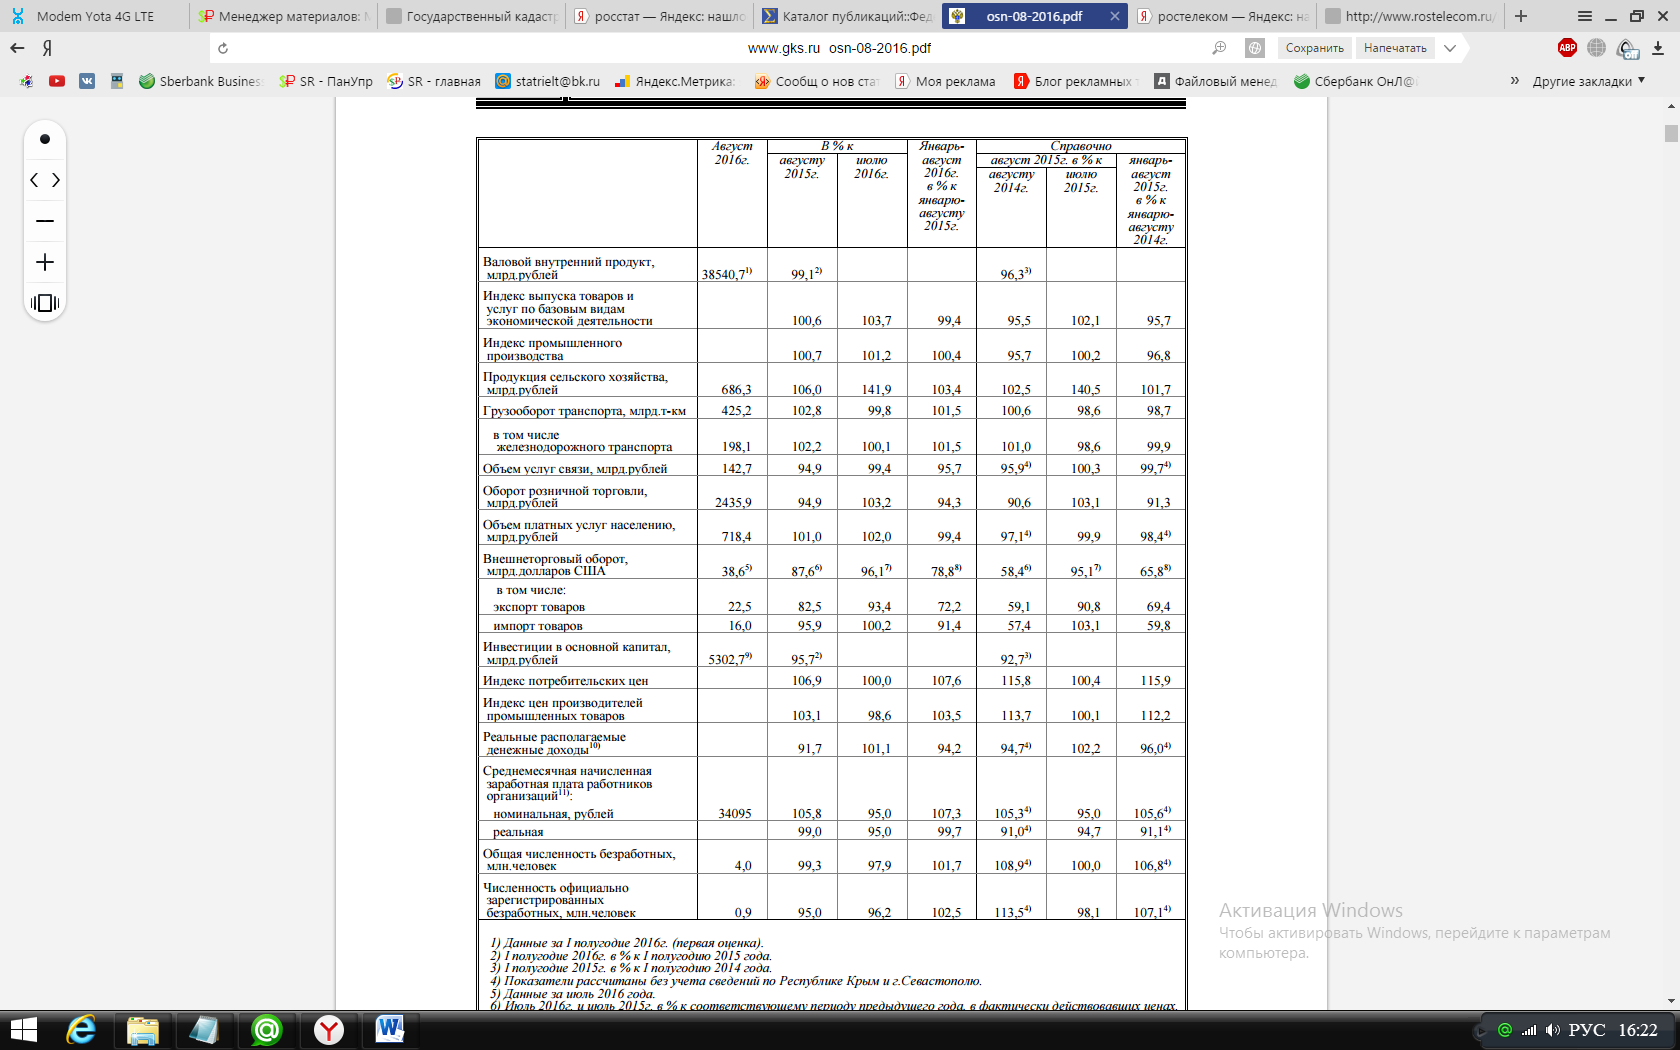 Modem Yota 4G LTE
Менеджер материалов: М
Государственный кадаст
росстат — Яндекс: нашло
Каталог публикаций::Фед
osn-08-2016.pdf
ростелеком — Яндекс: на
http://www.rostelecom.ru/
www.gks.ru osn-08-2016.pdf
Сохранить
Напечатать
ABP
off
Sberbank Business
SR - ПанУпр
SR - главная
statrielt@bk.ru
Яндекс.Метрика:
Сообщ о нов стат
Моя реклама
Блог рекламных т
Файловый менед
Сбербанк ОнЛ@й
» Другие закладки
Август 2016г.
В % к
августу 2015г.
июлю 2016г.
Январь-август 2016г. в % к январю-августу 2015г.
Справочно
август 2015г. в % к
августу 2014г.
июлю 2015г.
январь-август 2015г. в % к январю-августу 2014г.
Валовой внутренний продукт,
млрд.рублей 38540,7¹⁾ 99,1²⁾ 96,3³⁾
Индекс выпуска товаров и
услуг по базовым видам
экономической деятельности 100,6 103,7 99,4 95,5 102,1 95,7
Индекс промышленного
производства 100,7 101,2 100,4 95,7 100,2 96,8
Продукция сельского хозяйства,
млрд.рублей 686,3 106,0 141,9 103,4 102,5 140,5 101,7
Грузооборот транспорта, млрд.т-км 425,2 102,8 99,8 101,5 100,6 98,6 98,7
в том числе
железнодорожного транспорта 198,1 102,2 100,1 101,5 101,0 98,6 99,9
Объем услуг связи, млрд.рублей 142,7 94,9 99,4 95,7 95,9⁴⁾ 100,3 99,7⁴⁾
Оборот розничной торговли,
млрд.рублей 2435,9 94,9 103,2 94,3 90,6 103,1 91,3
Объем платных услуг населению,
млрд.рублей 718,4 101,0 102,0 99,4 97,1⁴⁾ 99,9 98,4⁴⁾
Внешнеторговый оборот,
млрд.долларов США 38,6⁵⁾ 87,6⁶⁾ 96,1⁷⁾ 78,8⁸⁾ 58,4⁶⁾ 95,1⁷⁾ 65,8⁸⁾
в том числе:
экспорт товаров 22,5 82,5 93,4 72,2 59,1 90,8 69,4
импорт товаров 16,0 95,9 100,2 91,4 57,4 103,1 59,8
Инвестиции в основной капитал,
млрд.рублей 5302,7⁹⁾ 95,7²⁾ 92,7³⁾
Индекс потребительских цен 106,9 100,0 107,6 115,8 100,4 115,9
Индекс цен производителей
промышленных товаров 103,1 98,6 103,5 113,7 100,1 112,2
Реальные располагаемые
денежные доходы¹⁰⁾ 91,7 101,1 94,2 94,7⁴⁾ 102,2 96,0⁴⁾
Среднемесячная начисленная
заработная плата работников
организаций¹¹⁾:
номинальная, рублей 34095 105,8 95,0 107,3 105,3⁴⁾ 95,0 105,6⁴⁾
реальная 99,0 95,0 99,7 91,0⁴⁾ 94,7 91,1⁴⁾
Общая численность безработных,
млн.человек 4,0 99,3 97,9 101,7 108,9⁴⁾ 100,0 106,8⁴⁾
Численность официально
зарегистрированных
безработных, млн.человек 0,9 95,0 96,2 102,5 113,5⁴⁾ 98,1 107,1⁴⁾
1) Данные за I полугодие 2016г. (первая оценка).
2) I полугодие 2016г. в % к I полугодию 2015 года.
3) I полугодие 2015г. в % к I полугодию 2014 года.
4) Показатели рассчитаны без учета сведений по Республике Крым и г.Севастополю.
5) Данные за июль 2016 года.
6) Июль 2016г. и июль 2015г. в % к соответствующему периоду предыдущего года, в фактически действовавших ценах.
Активация Windows
Чтобы активировать Windows, перейдите к параметрам
компьютера.
РУС 16:22